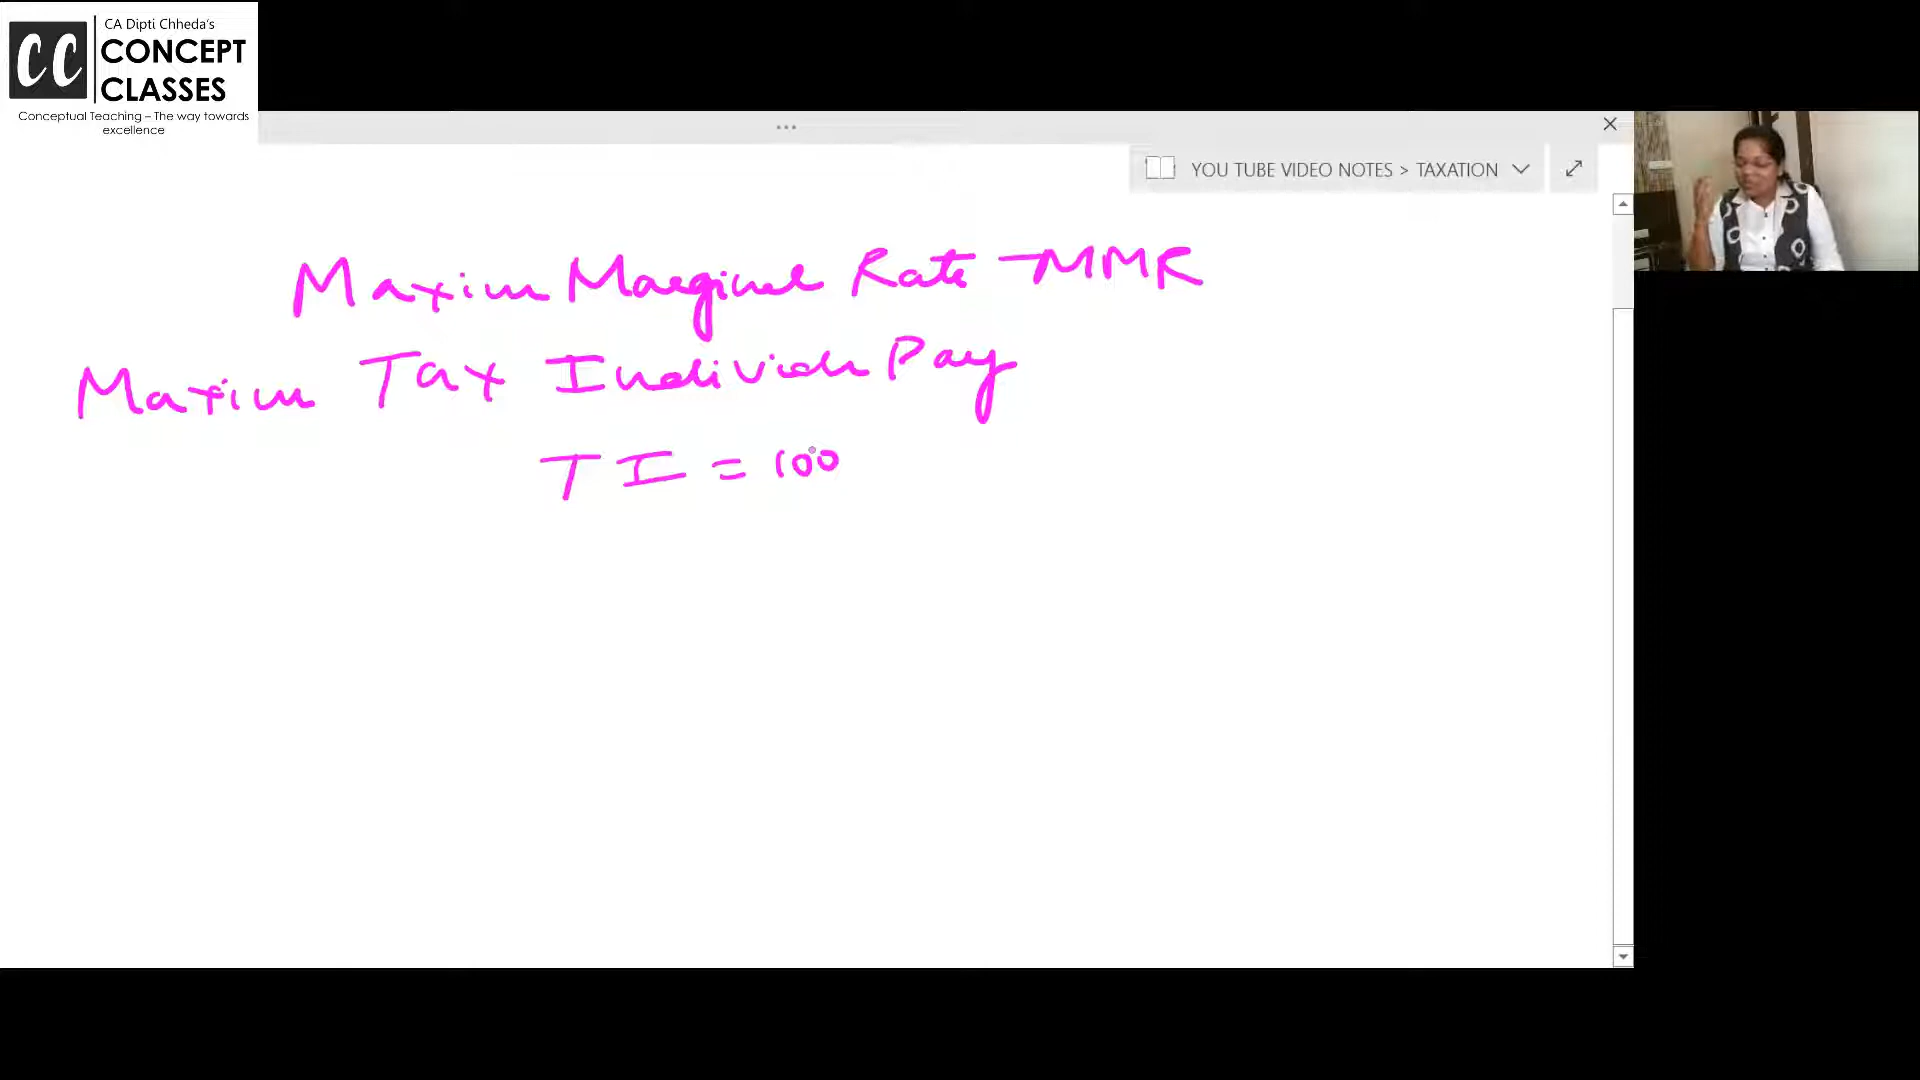 CA Dipti Chheda's
CC CONCEPT
CLASSES
Conceptual Teaching – The way towards
excellence
YOU TUBE VIDEO NOTES > TAXATION
Maxim Marginal Rate - MMR
Maxim Tax Individu Pay
TI = 100